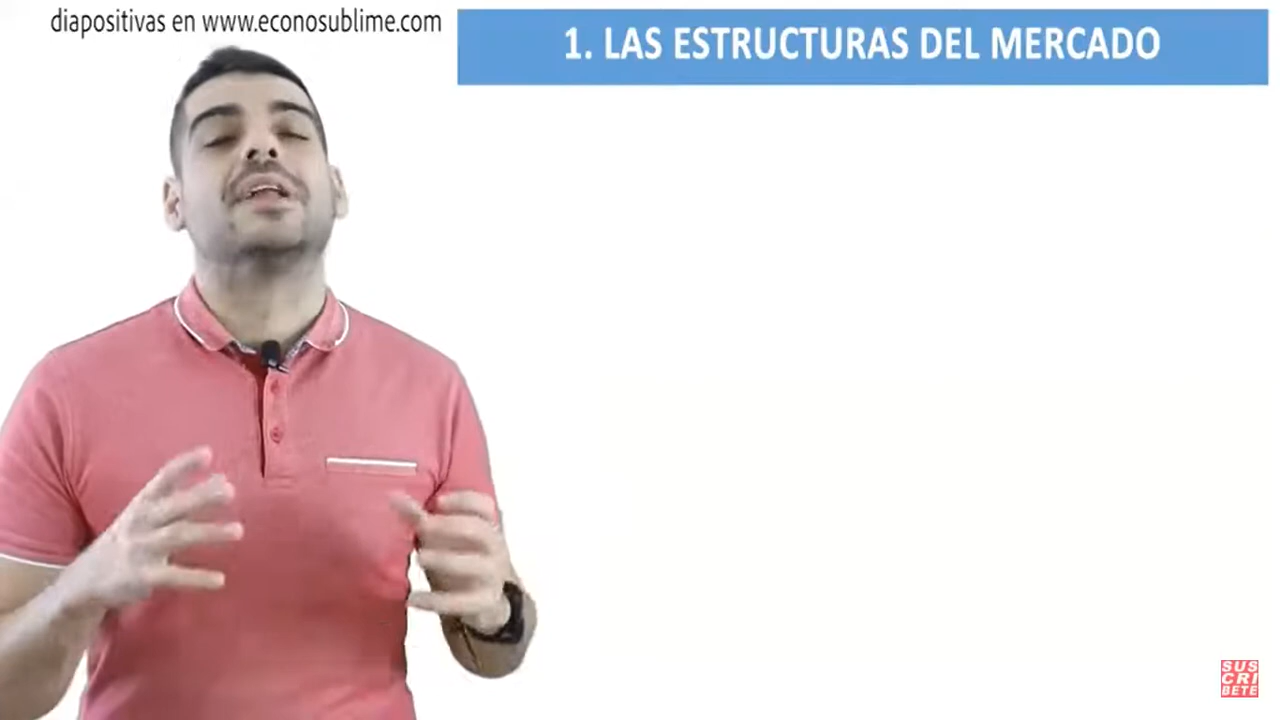 diapositivas en www.econosublime.com
1. LAS ESTRUCTURAS DEL MERCADO
SUS
CRI
BETE